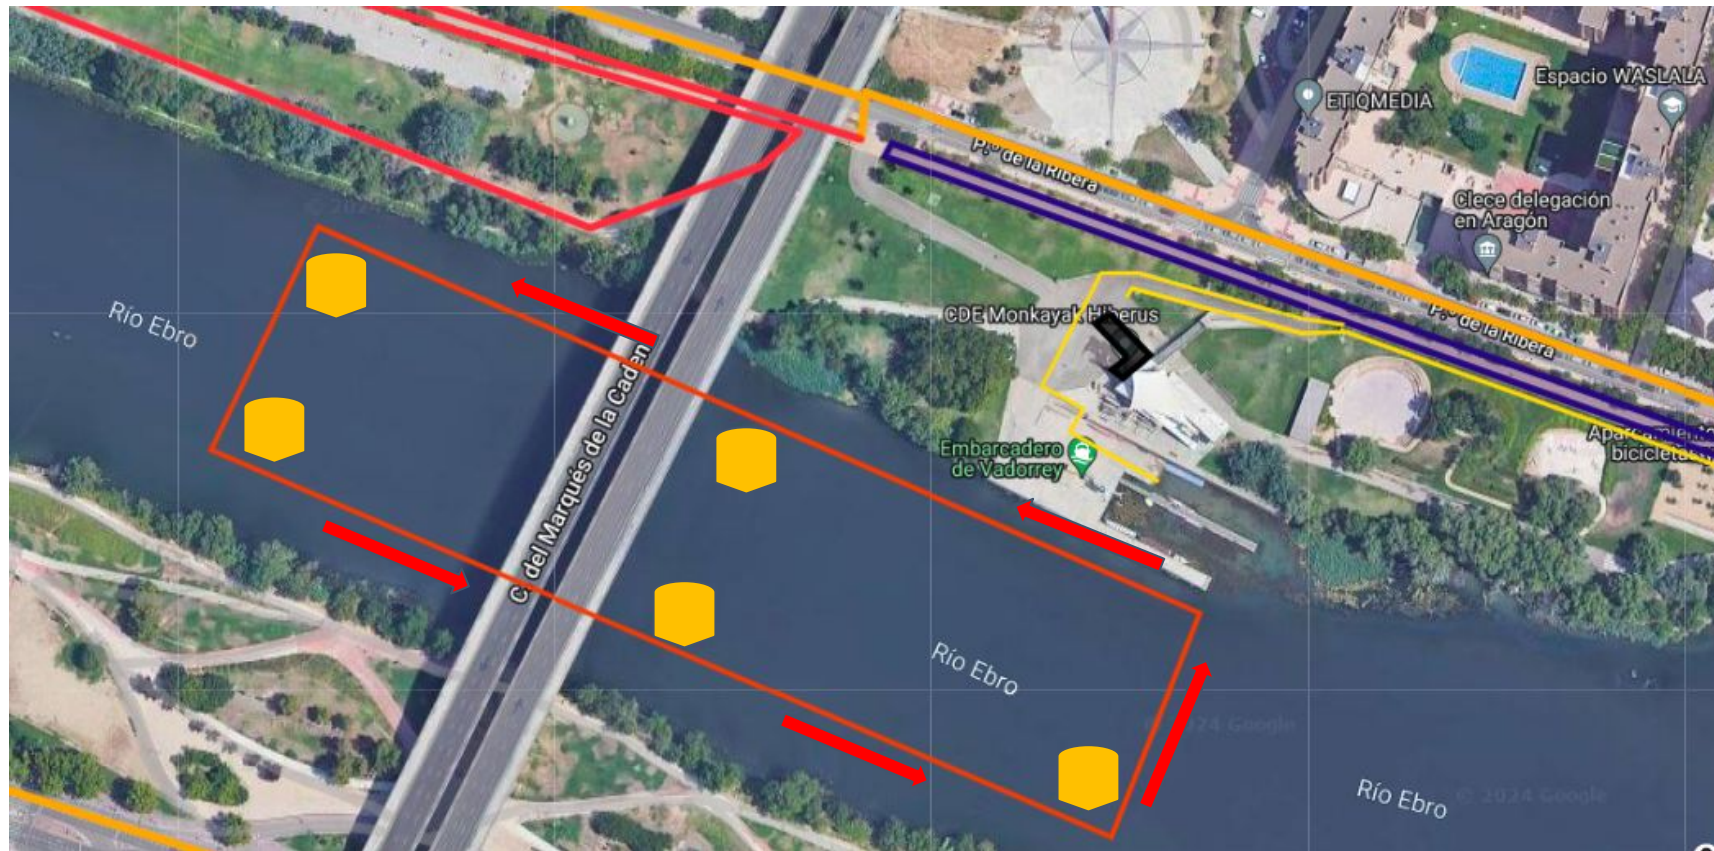 Espacio WASLALA
ETIQMEDIA
P.º de la Ribera
Clece delegación
en Aragón
Río Ebro
CDE Monkayak Hiberus
P.º de la Ribera
C. del Marqués de la Caden
Embarcadero
de Vadorrey
Aparcamiento
bicicletas
Río Ebro
2024 Google
Río Ebro
© 2024 Google